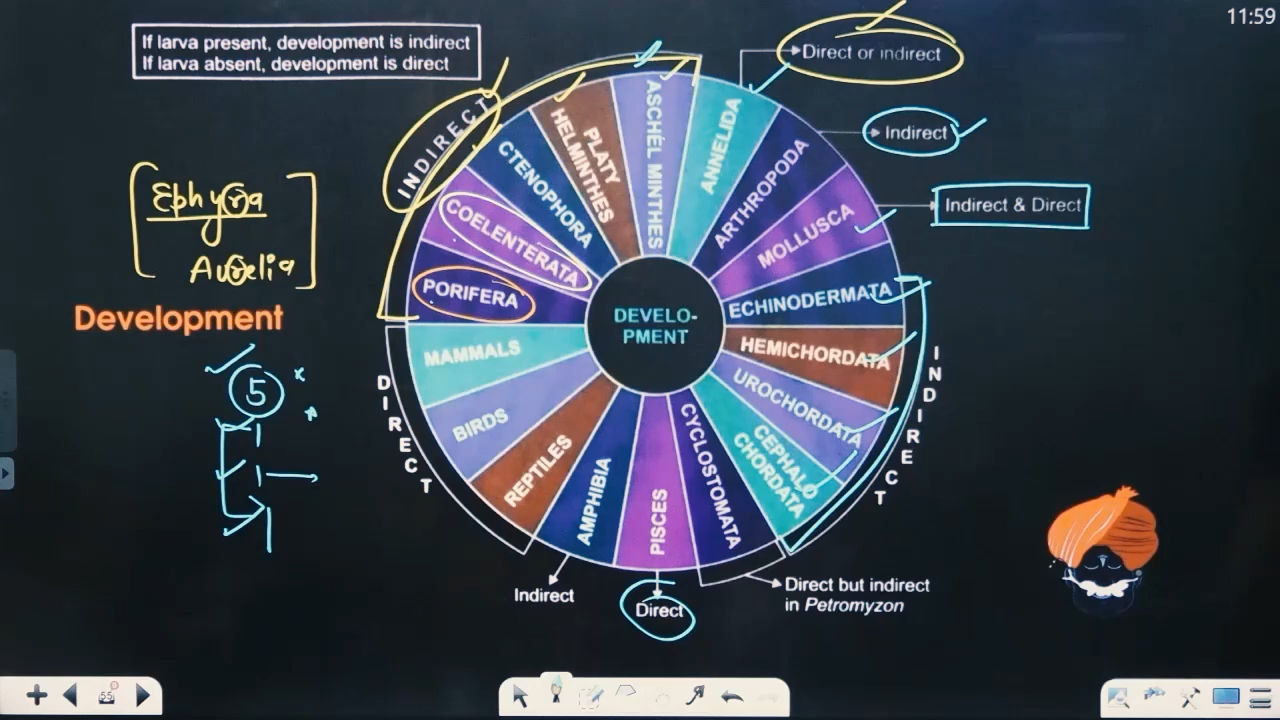 11:59
If larva present, development is indirect
If larva absent, development is direct
Direct or indirect
Indirect
Indirect & Direct
INDIRECT
Ephyra
Aurelia
Development
5
PORIFERA
COELENTERATA
CTENOPHORA
PLATY
HELMINTHES
ASCHEL MINTHES
ANNELIDA
ARTHROPODA
MOLLUSCA
ECHINODERMATA
HEMICHORDATA
UROCHORDATA
CEPHALO
CHORDATA
CYCLOSTOMATA
PISCES
AMPHIBIA
REPTILES
BIRDS
MAMMALS
DEVELO-
PMENT
DIRECT
INDIRECT
Indirect
Direct
Direct but indirect
in Petromyzon
55